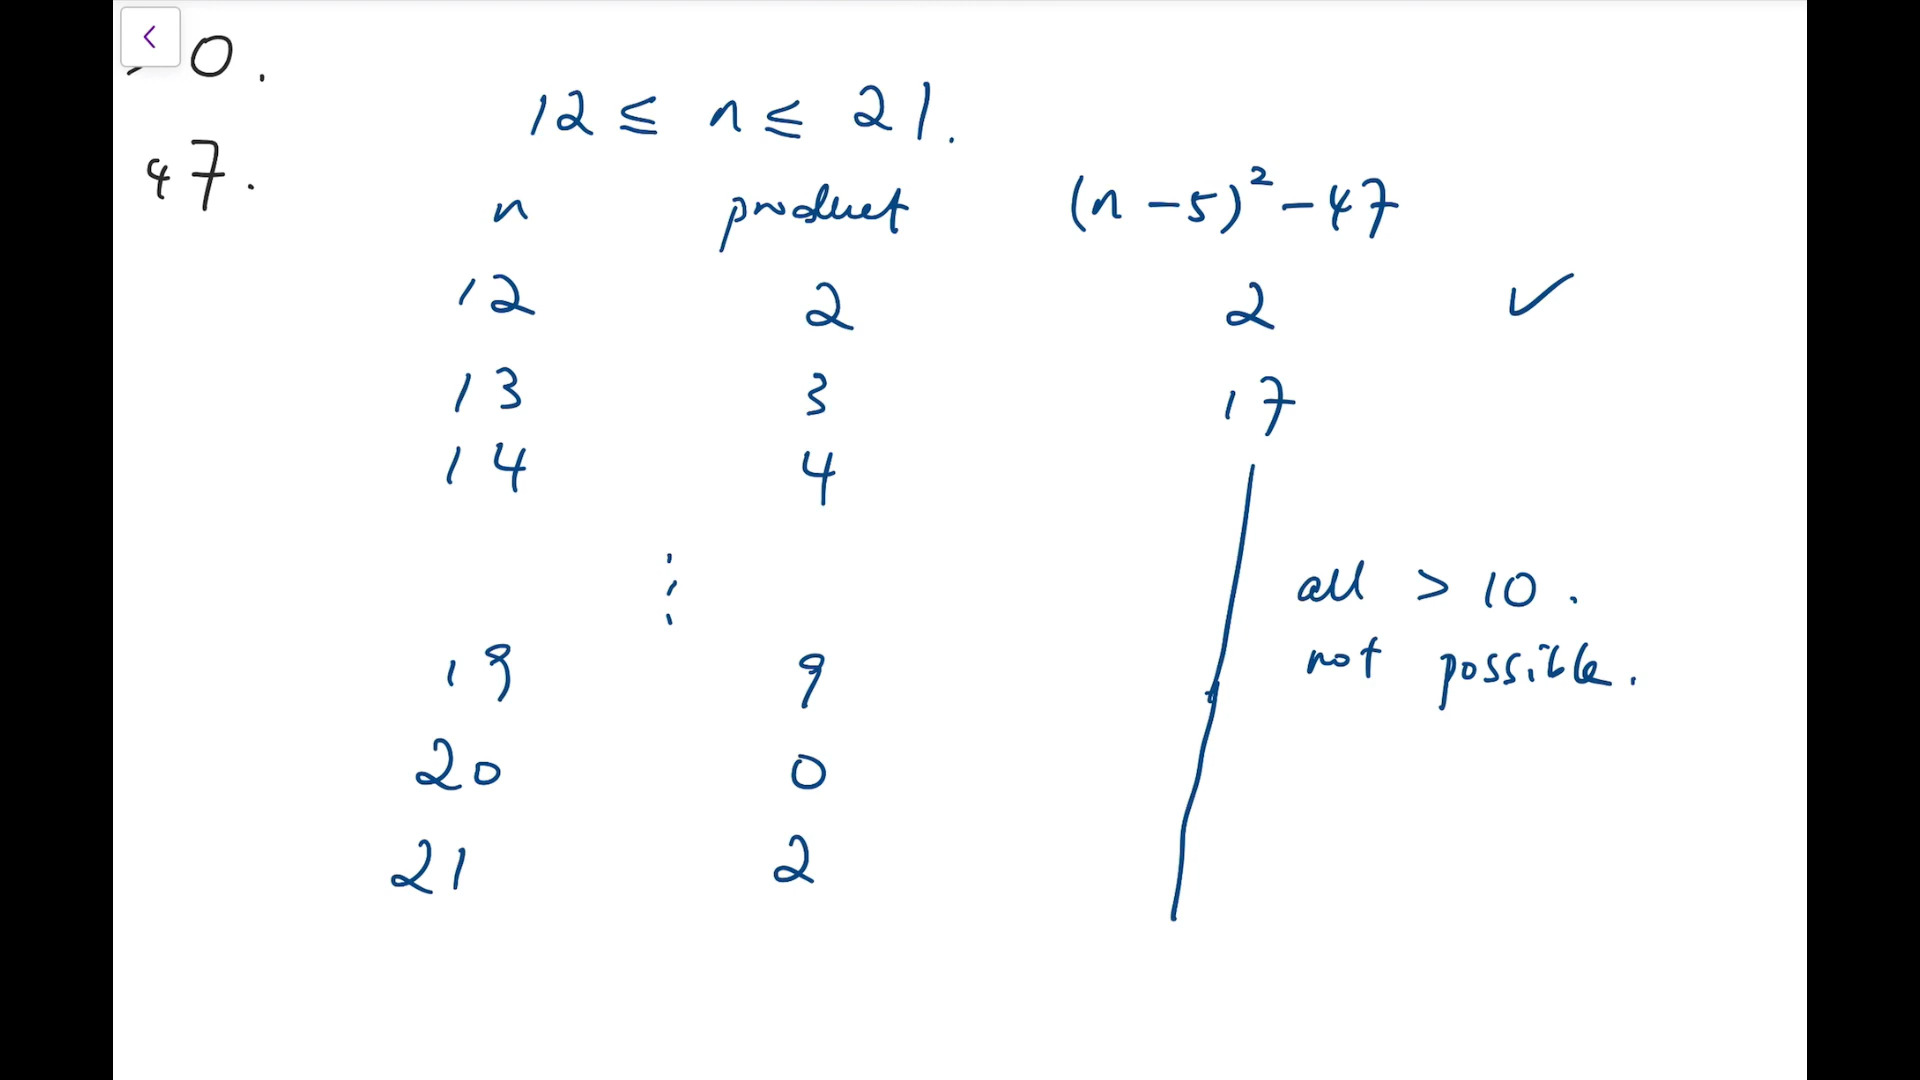 0.
12 ≤ n ≤ 21.
47.
n product (n - 5)² - 47
12 2 2 ✓
13 3 17
14 4
⋮
all > 10.
not possible.
19 9
20 0
21 2